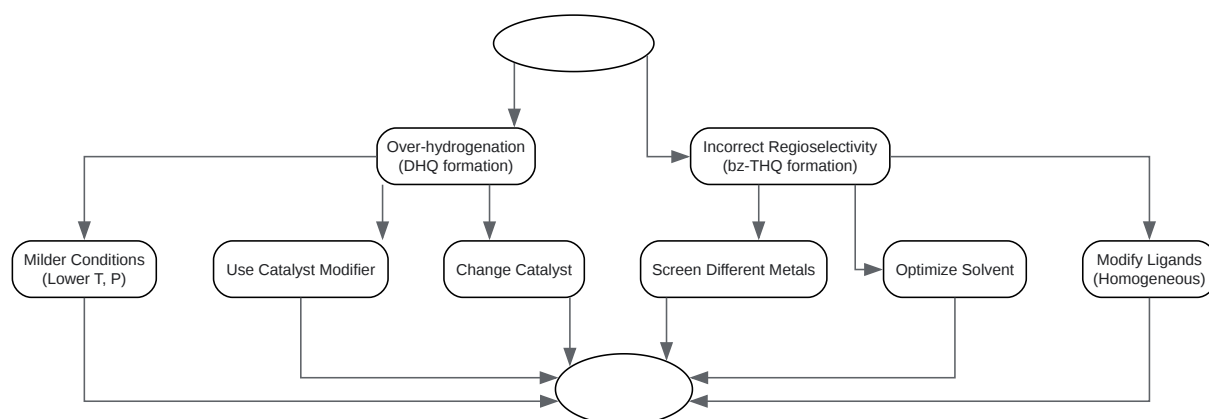 Over-hydrogenation
(DHQ formation)
Incorrect Regioselectivity
(bz-THQ formation)
Milder Conditions
(Lower T, P)
Use Catalyst Modifier
Change Catalyst
Screen Different Metals
Optimize Solvent
Modify Ligands
(Homogeneous)